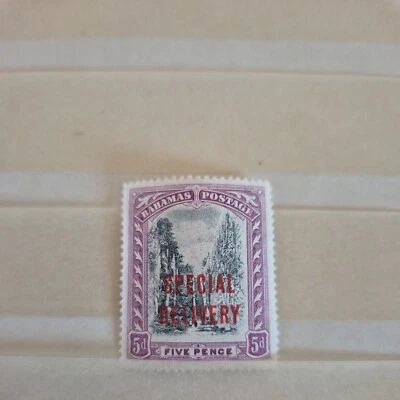 BAHAMAS POSTAGE
SPECIAL
DELIVERY
5d FIVE PENCE 5d